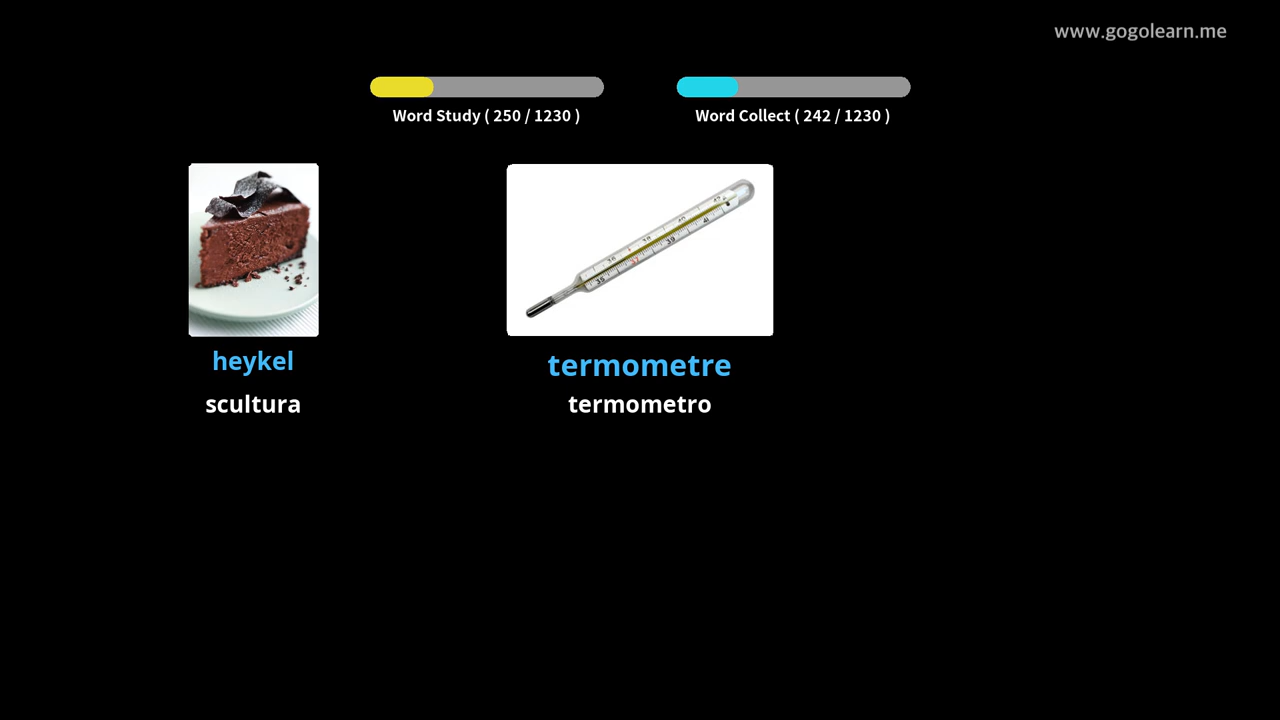 www.gogolearn.me
Word Study ( 250 / 1230 )
Word Collect ( 242 / 1230 )
heykel
scultura
termometre
termometro